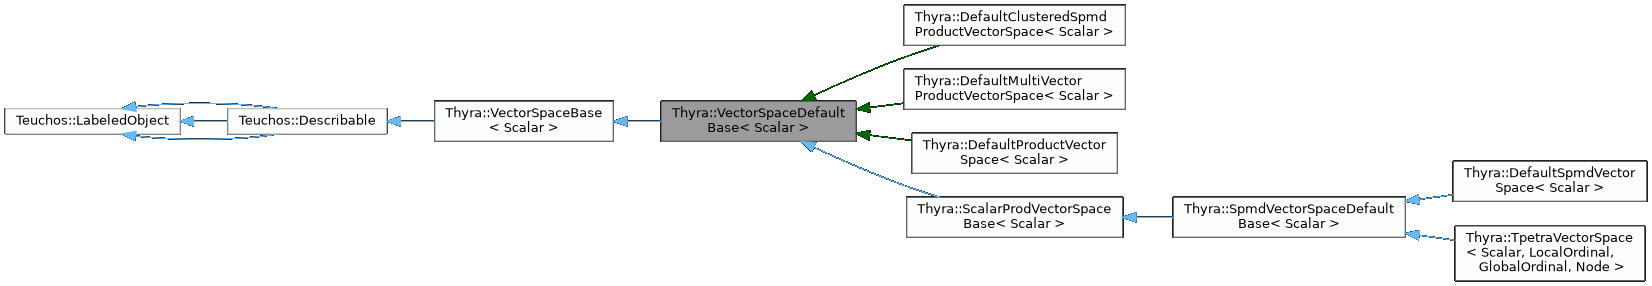 Teuchos::LabeledObject
Teuchos::Describable
Thyra::VectorSpaceBase
< Scalar >
Thyra::VectorSpaceDefault
Base< Scalar >
Thyra::DefaultClusteredSpmd
ProductVectorSpace< Scalar >
Thyra::DefaultMultiVector
ProductVectorSpace< Scalar >
Thyra::DefaultProductVector
Space< Scalar >
Thyra::ScalarProdVectorSpace
Base< Scalar >
Thyra::SpmdVectorSpaceDefault
Base< Scalar >
Thyra::DefaultSpmdVector
Space< Scalar >
Thyra::TpetraVectorSpace
< Scalar, LocalOrdinal,
GlobalOrdinal, Node >